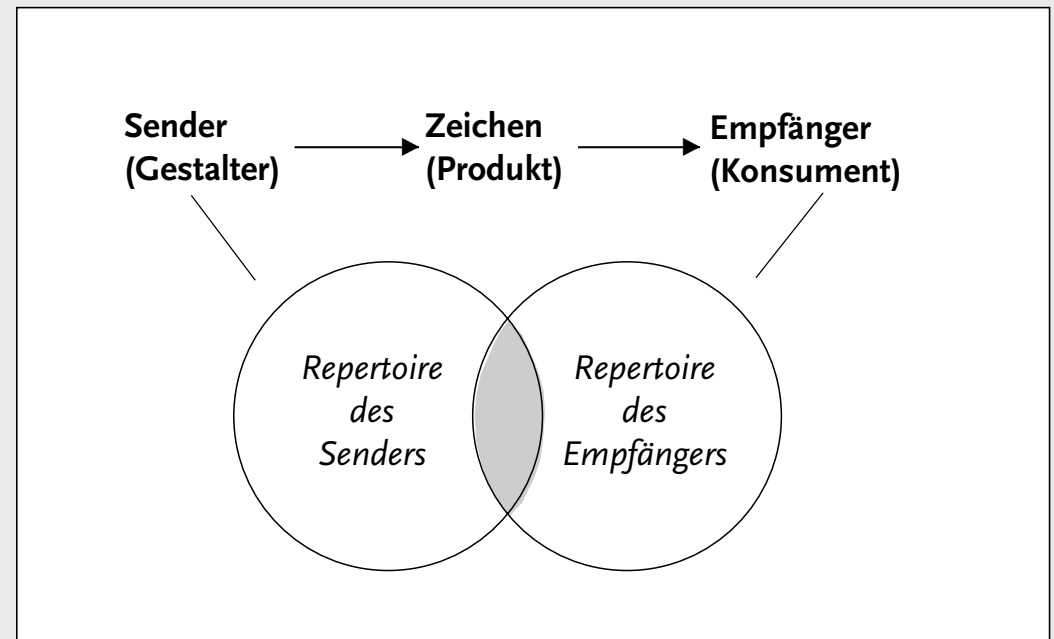 Sender
(Gestalter)
Zeichen
(Produkt)
Empfänger
(Konsument)
Repertoire
des
Senders
Repertoire
des
Empfängers